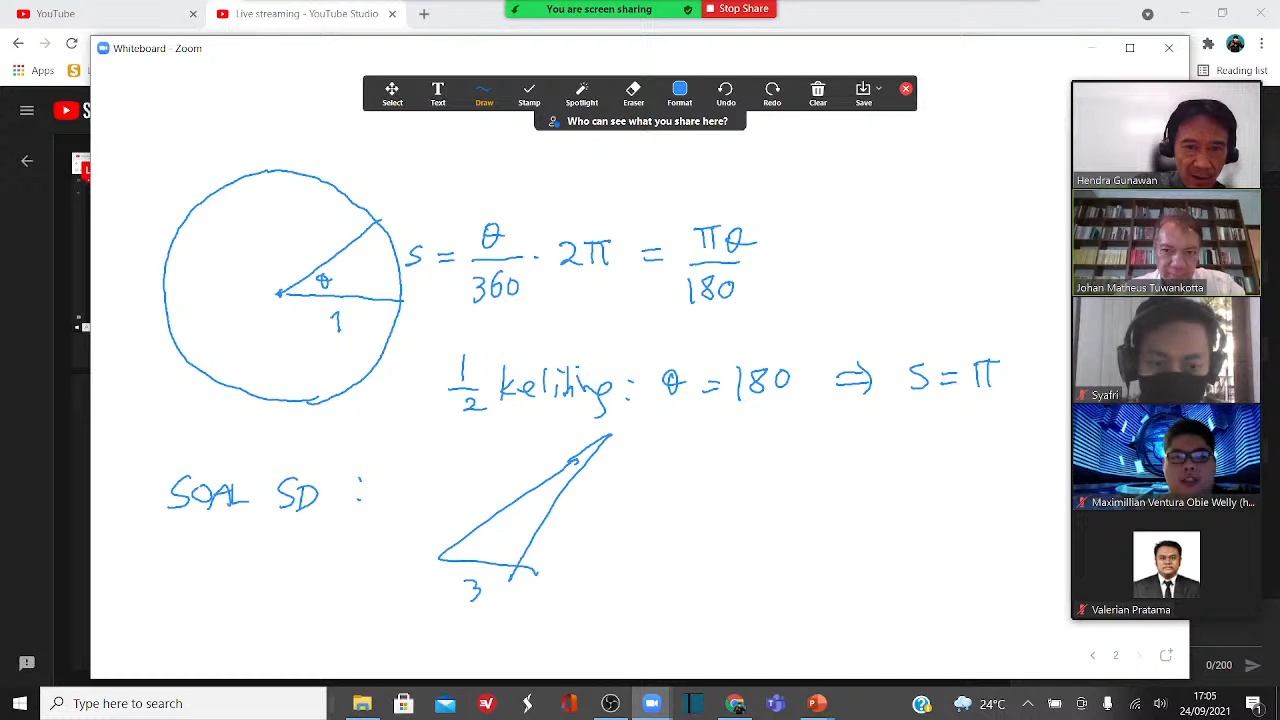 YouTube
Live streaming - YouTube Studio
You are screen sharing
Stop Share
Apps
Reading list
Whiteboard - Zoom
Select
Text
Draw
Stamp
Spotlight
Eraser
Format
Undo
Redo
Clear
Save
Who can see what you share here?
Hendra Gunawan
Johan Matheus Tuwankotta
Syafri
Maximillian Ventura Obie Welly (h...
Valerian Pratama
θ
1
s = θ/360 · 2π = πθ/180
1/2 keliling : θ = 180 ⇒ s = π
SOAL SD :
3
2
0/200
Type here to search
24°C
17:05
24/09/2021